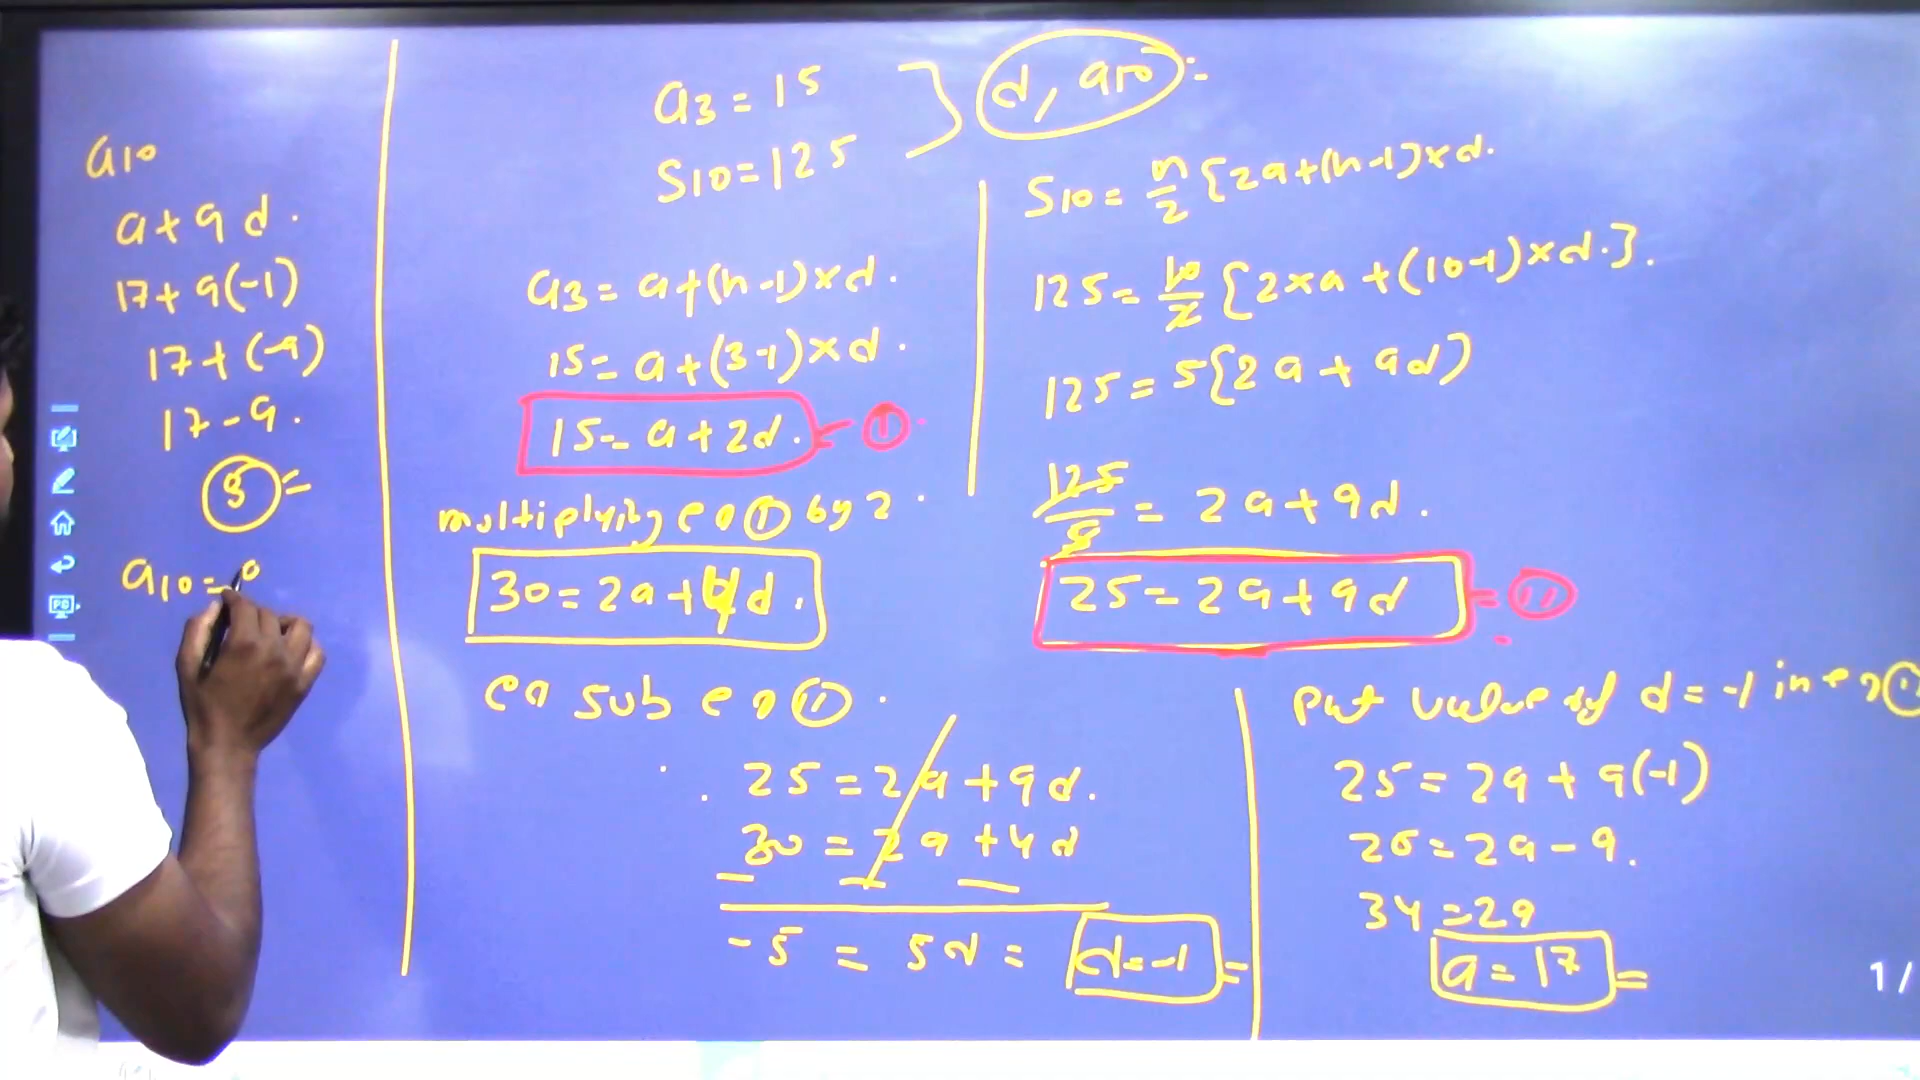 a3 = 15
S10 = 125
d, a10 =
a3 = a+(n-1)×d.
15 = a+(3-1)×d.
15 = a+2d. - ①
multiplying eq ① by 2.
30 = 2a+4d.
eq sub eq ⑪.
25 = 2a+9d.
30 = 2a+4d
-5 = 5d = d=-1 =
S10 = n/2 {2a+(n-1)×d.
125 = 10/2 {2×a+(10-1)×d.}.
125 = 5{2a+9d)
125/5 = 2a+9d.
25 = 2a+9d = ⑪
put value of d = -1 in eq
25 = 2a+9(-1)
25 = 2a-9.
34 = 2a
a = 17 =
a10
a+9d.
17+9(-1)
17+(-9)
17-9.
8 =
a10 =
1/